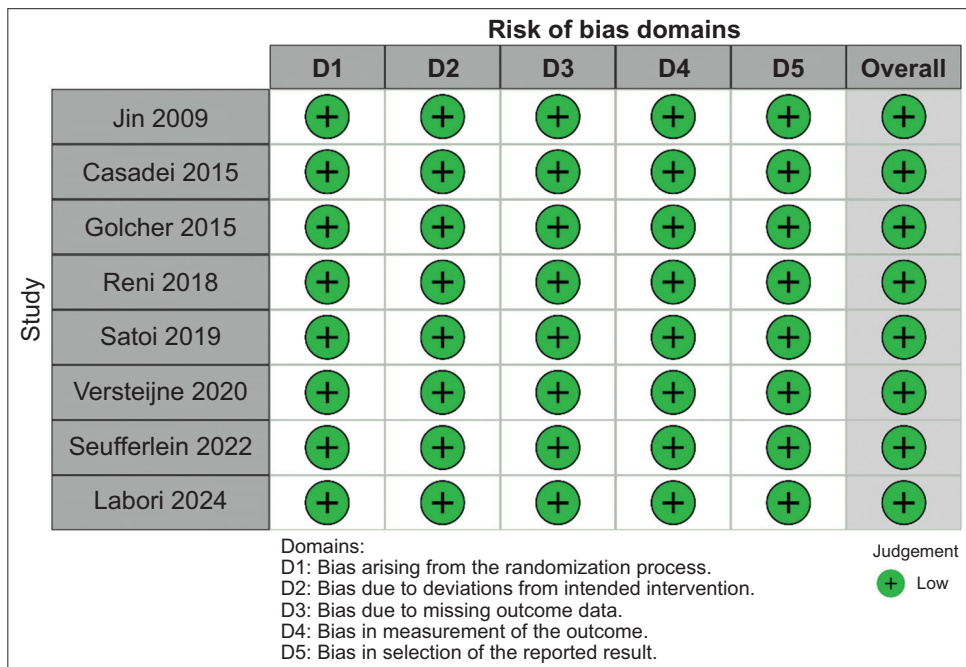 Risk of bias domains
D1 D2 D3 D4 D5 Overall
Study
Jin 2009 + + + + + +
Casadei 2015 + + + + + +
Golcher 2015 + + + + + +
Reni 2018 + + + + + +
Satoi 2019 + + + + + +
Versteijne 2020 + + + + + +
Seufferlein 2022 + + + + + +
Labori 2024 + + + + + +
Domains:
D1: Bias arising from the randomization process.
D2: Bias due to deviations from intended intervention.
D3: Bias due to missing outcome data.
D4: Bias in measurement of the outcome.
D5: Bias in selection of the reported result.
Judgement
+ Low